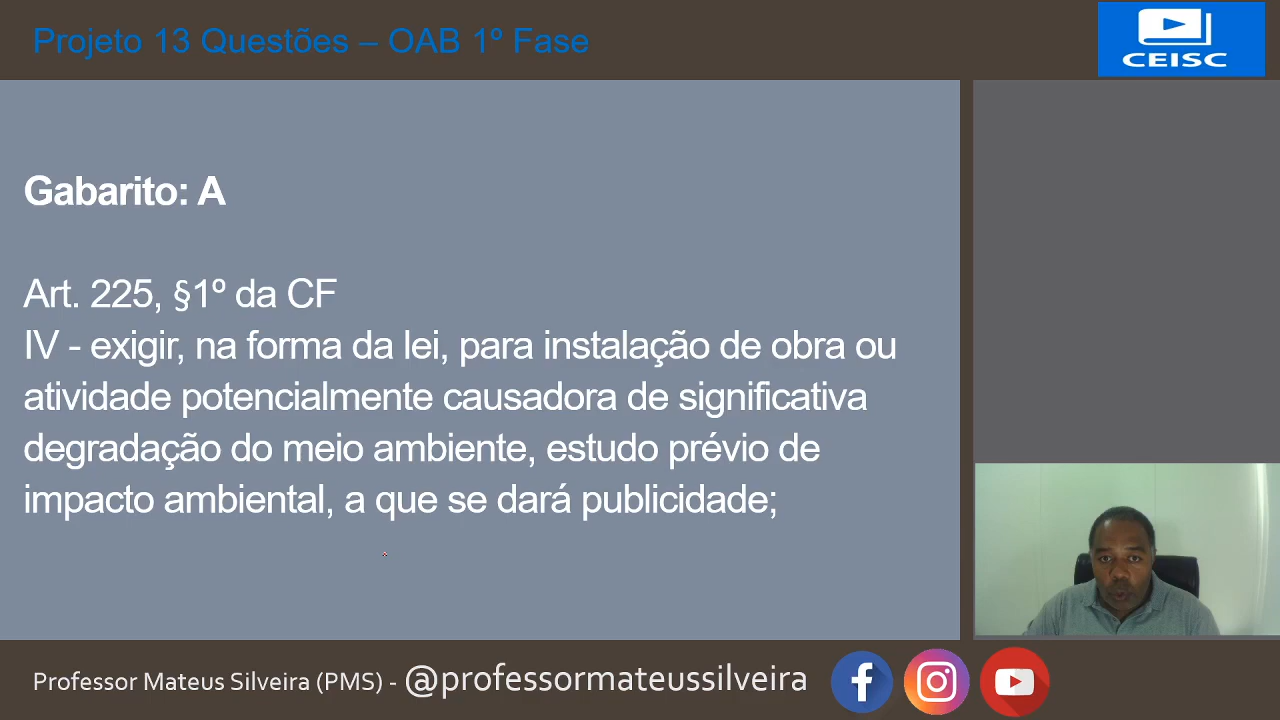 Projeto 13 Questões – OAB 1º Fase
CEISC
Gabarito: A
Art. 225, §1º da CF
IV - exigir, na forma da lei, para instalação de obra ou
atividade potencialmente causadora de significativa
degradação do meio ambiente, estudo prévio de
impacto ambiental, a que se dará publicidade;
Professor Mateus Silveira (PMS) - @professormateussilveira